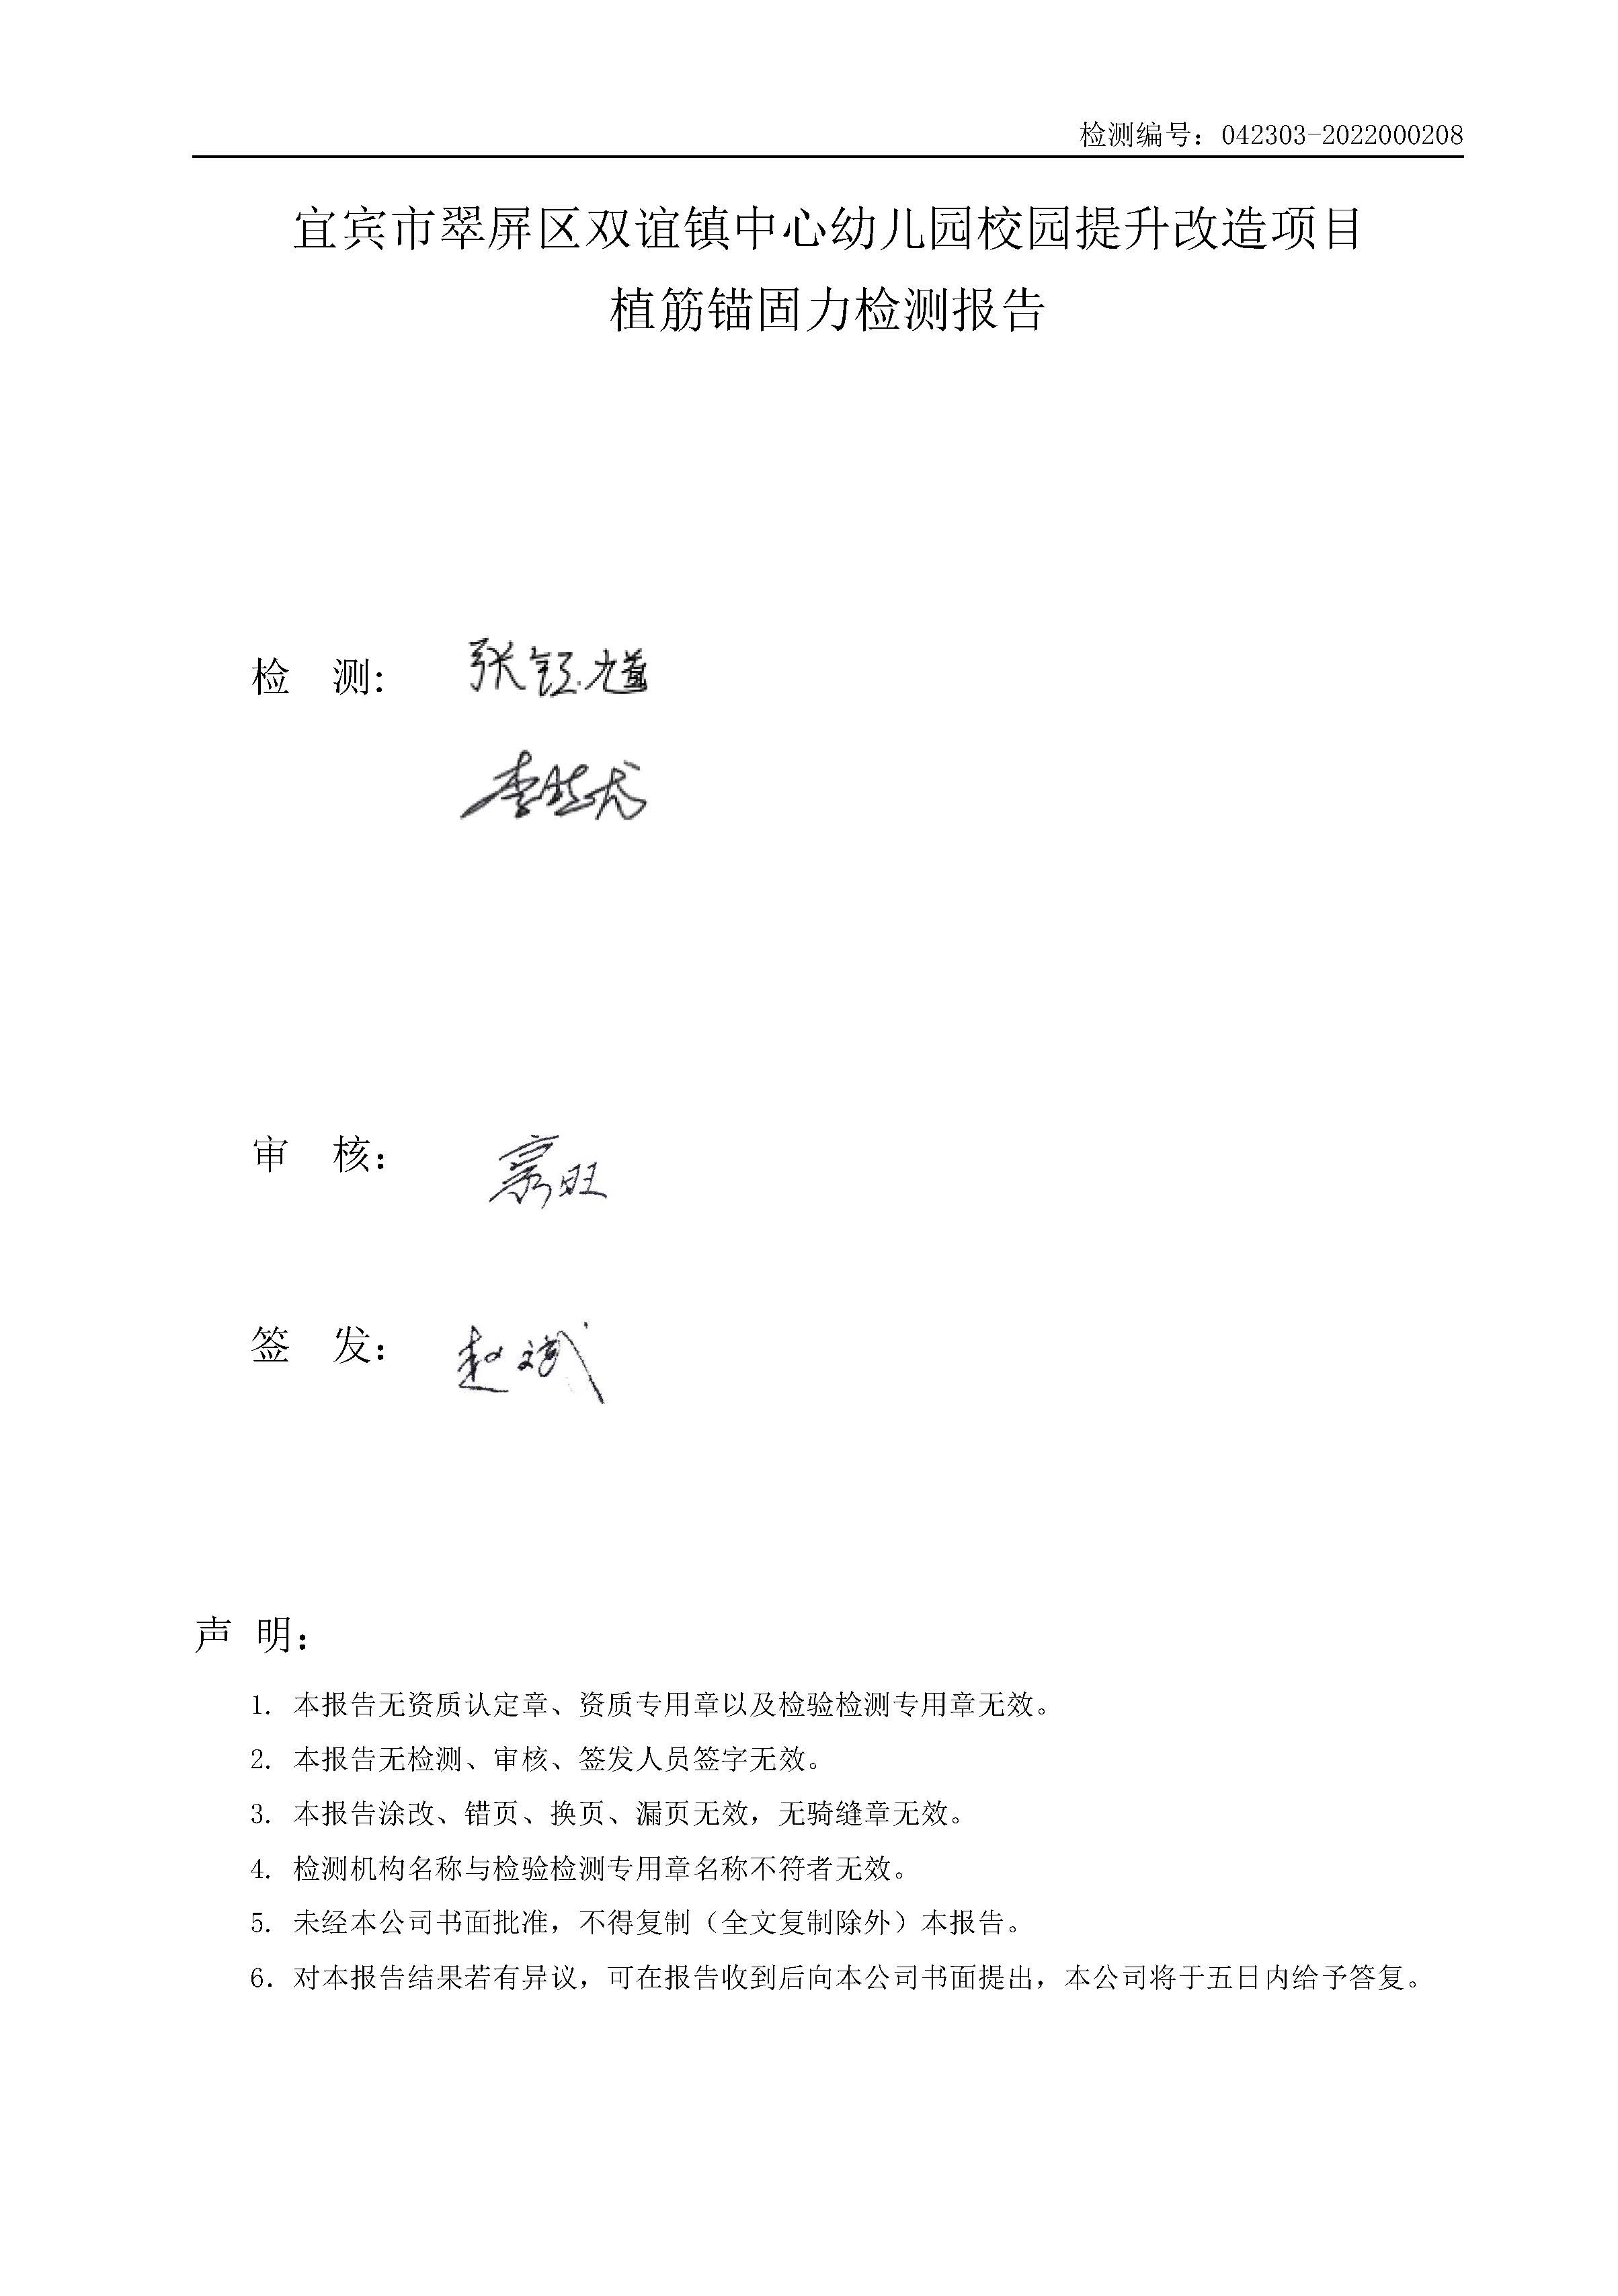 检测编号：042303-2022000208
宜宾市翠屏区双谊镇中心幼儿园校园提升改造项目
植筋锚固力检测报告
检 测: 张
李
审 核： 旺
签 发： 赵斌
声 明：
1. 本报告无资质认定章、资质专用章以及检验检测专用章无效。
2. 本报告无检测、审核、签发人员签字无效。
3. 本报告涂改、错页、换页、漏页无效，无骑缝章无效。
4. 检测机构名称与检验检测专用章名称不符者无效。
5. 未经本公司书面批准，不得复制（全文复制除外）本报告。
6. 对本报告结果若有异议，可在报告收到后向本公司书面提出，本公司将于五日内给予答复。